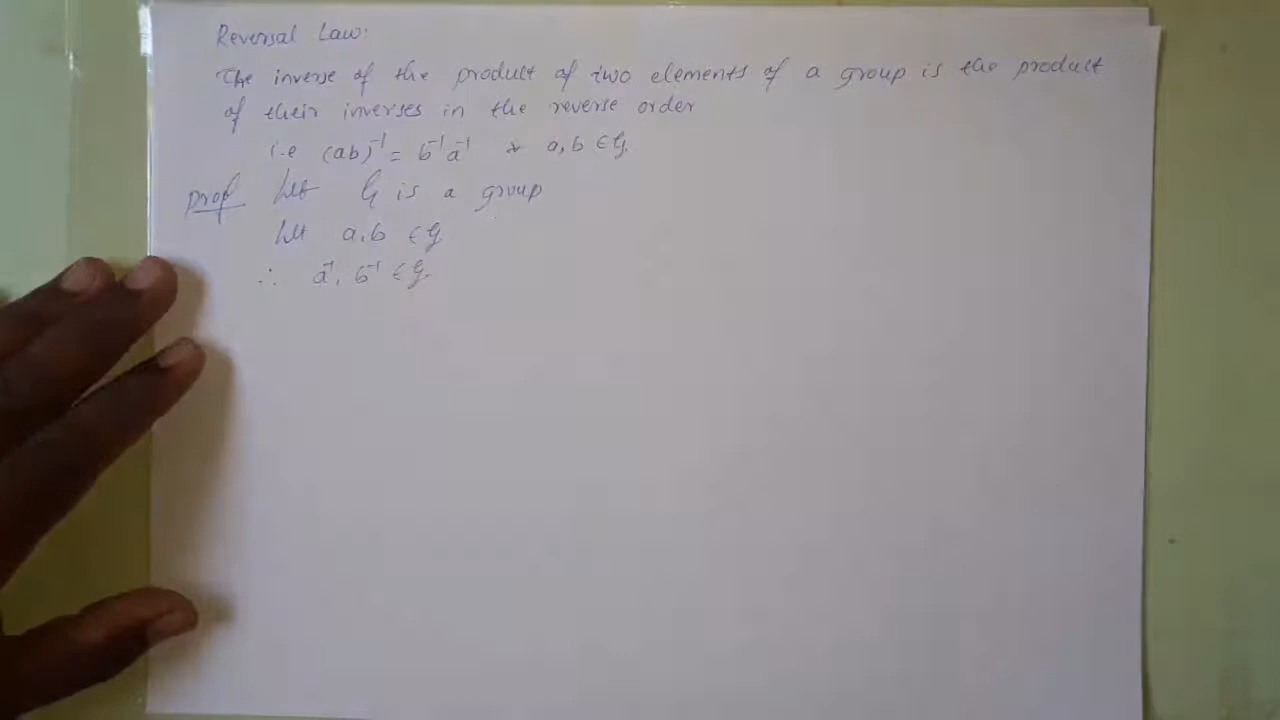 Reversal Law:
The inverse of the product of two elements of a group is the product
of their inverses in the reverse order
i.e (ab)⁻¹ = b⁻¹a⁻¹ ∀ a,b ∈ G.
Prof Let G is a group
Let a,b ∈ G
∴ a⁻¹, b⁻¹ ∈ G.